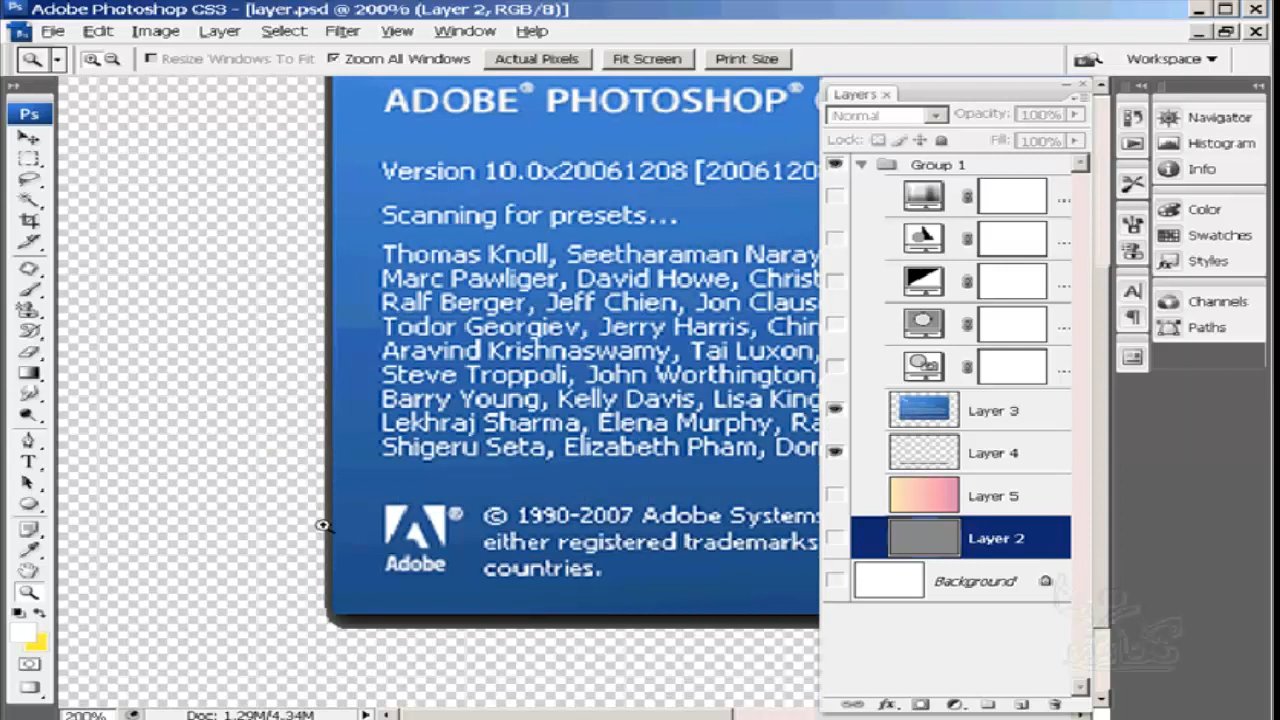 Adobe Photoshop CS3 - [layer.psd @ 200% (Layer 2, RGB/8)]
File Edit Image Layer Select Filter View Window Help
Resize Windows To Fit Zoom All Windows Actual Pixels Fit Screen Print Size Workspace
Ps
ADOBE® PHOTOSHOP®
Version 10.0x20061208 [2006120
Scanning for presets...
Thomas Knoll, Seetharaman Naray
Marc Pawliger, David Howe, Christ
Ralf Berger, Jeff Chien, Jon Claus
Todor Georgiev, Jerry Harris, Chin
Aravind Krishnaswamy, Tai Luxon,
Steve Troppoli, John Worthington,
Barry Young, Kelly Davis, Lisa King
Lekhraj Sharma, Elena Murphy, Ra
Shigeru Seta, Elizabeth Pham, Don
Adobe
© 1990-2007 Adobe Systems
either registered trademarks
countries.
Layers ×
Normal Opacity: 100%
Lock: Fill: 100%
Group 1
...
...
...
...
Layer 3
Layer 4
Layer 5
Layer 2
Background
Navigator
Histogram
Info
Color
Swatches
Styles
Channels
Paths
200% Doc: 1.29M/4.34M